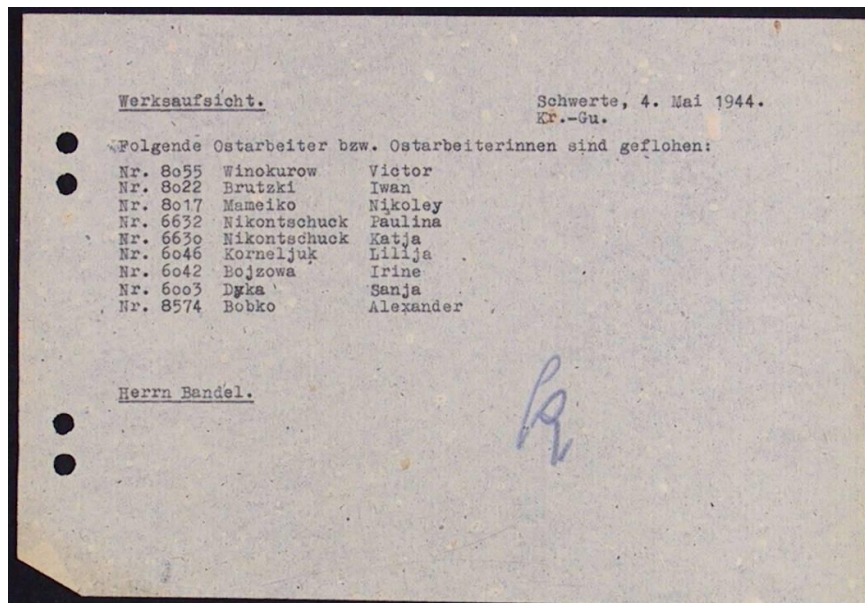 Werksaufsicht. Schwerte, 4. Mai 1944.
Kr.-Gu.
Folgende Ostarbeiter bzw. Ostarbeiterinnen sind geflohen:
Nr. 8o55 Winokurow Victor
Nr. 8o22 Brutzki Iwan
Nr. 8o17 Mameiko Nikoley
Nr. 6632 Nikontschuck Paulina
Nr. 663o Nikontschuck Katja
Nr. 6o46 Korneljuk Lilija
Nr. 6o42 Bojzowa Irine
Nr. 6oo3 Dyka Sanja
Nr. 8574 Bobko Alexander
Herrn Bandel.